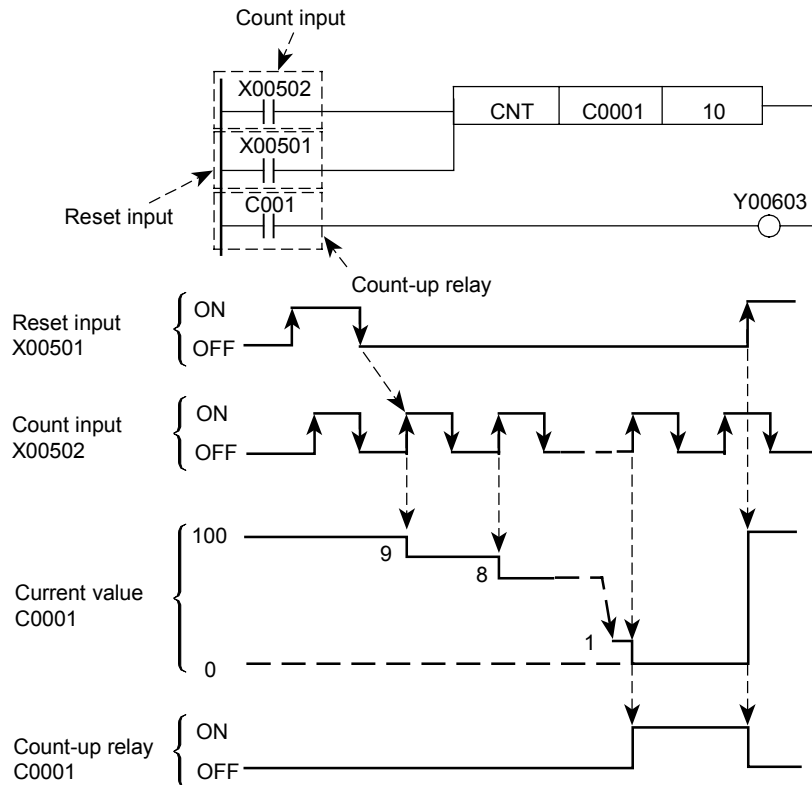 Count input
X00502
CNT C0001 10
X00501
Reset input
C001
Y00603
Count-up relay
Reset input
X00501
ON
OFF
Count input
X00502
ON
OFF
Current value
C0001
100
9
8
1
0
Count-up relay
C0001
ON
OFF